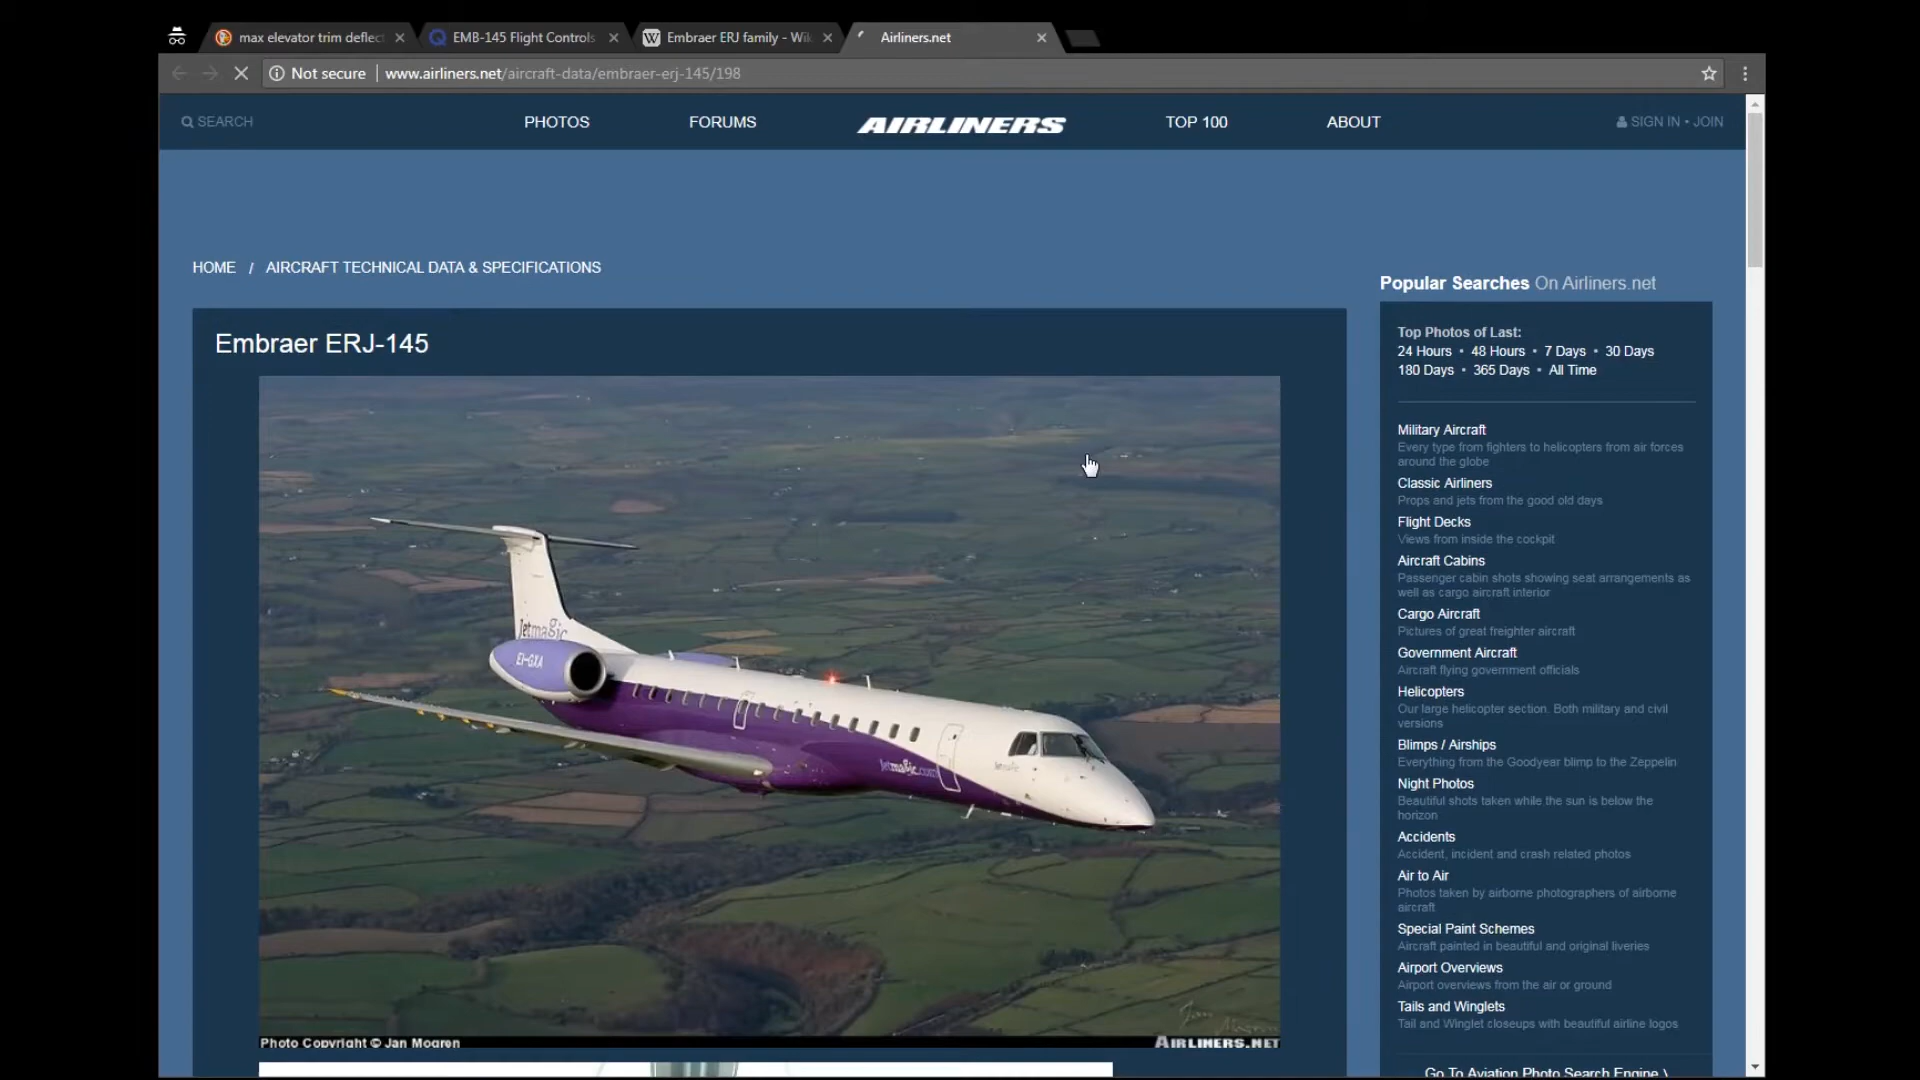 max elevator trim deflec
EMB-145 Flight Controls
Embraer ERJ family - Wik
Airliners.net
Not secure | www.airliners.net/aircraft-data/embraer-erj-145/198
SEARCH
PHOTOS
FORUMS
AIRLINERS
TOP 100
ABOUT
SIGN IN • JOIN
HOME / AIRCRAFT TECHNICAL DATA & SPECIFICATIONS
Embraer ERJ-145
Jetmagic
EI-GXA
Jetmagic.com
Photo Copyright © Jan Mogren
AIRLINERS.NET
Popular Searches On Airliners.net
Top Photos of Last:
24 Hours • 48 Hours • 7 Days • 30 Days
180 Days • 365 Days • All Time
Military Aircraft
Every type from fighters to helicopters from air forces
around the globe
Classic Airliners
Props and jets from the good old days
Flight Decks
Views from inside the cockpit
Aircraft Cabins
Passenger cabin shots showing seat arrangements as
well as cargo aircraft interior
Cargo Aircraft
Pictures of great freighter aircraft
Government Aircraft
Aircraft flying government officials
Helicopters
Our large helicopter section. Both military and civil
versions
Blimps / Airships
Everything from the Goodyear blimp to the Zeppelin
Night Photos
Beautiful shots taken while the sun is below the
horizon
Accidents
Accident, incident and crash related photos
Air to Air
Photos taken by airborne photographers of airborne
aircraft
Special Paint Schemes
Aircraft painted in beautiful and original liveries
Airport Overviews
Airport overviews from the air or ground
Tails and Winglets
Tail and Winglet closeups with beautiful airline logos
Go To Aviation Photo Search Engine \